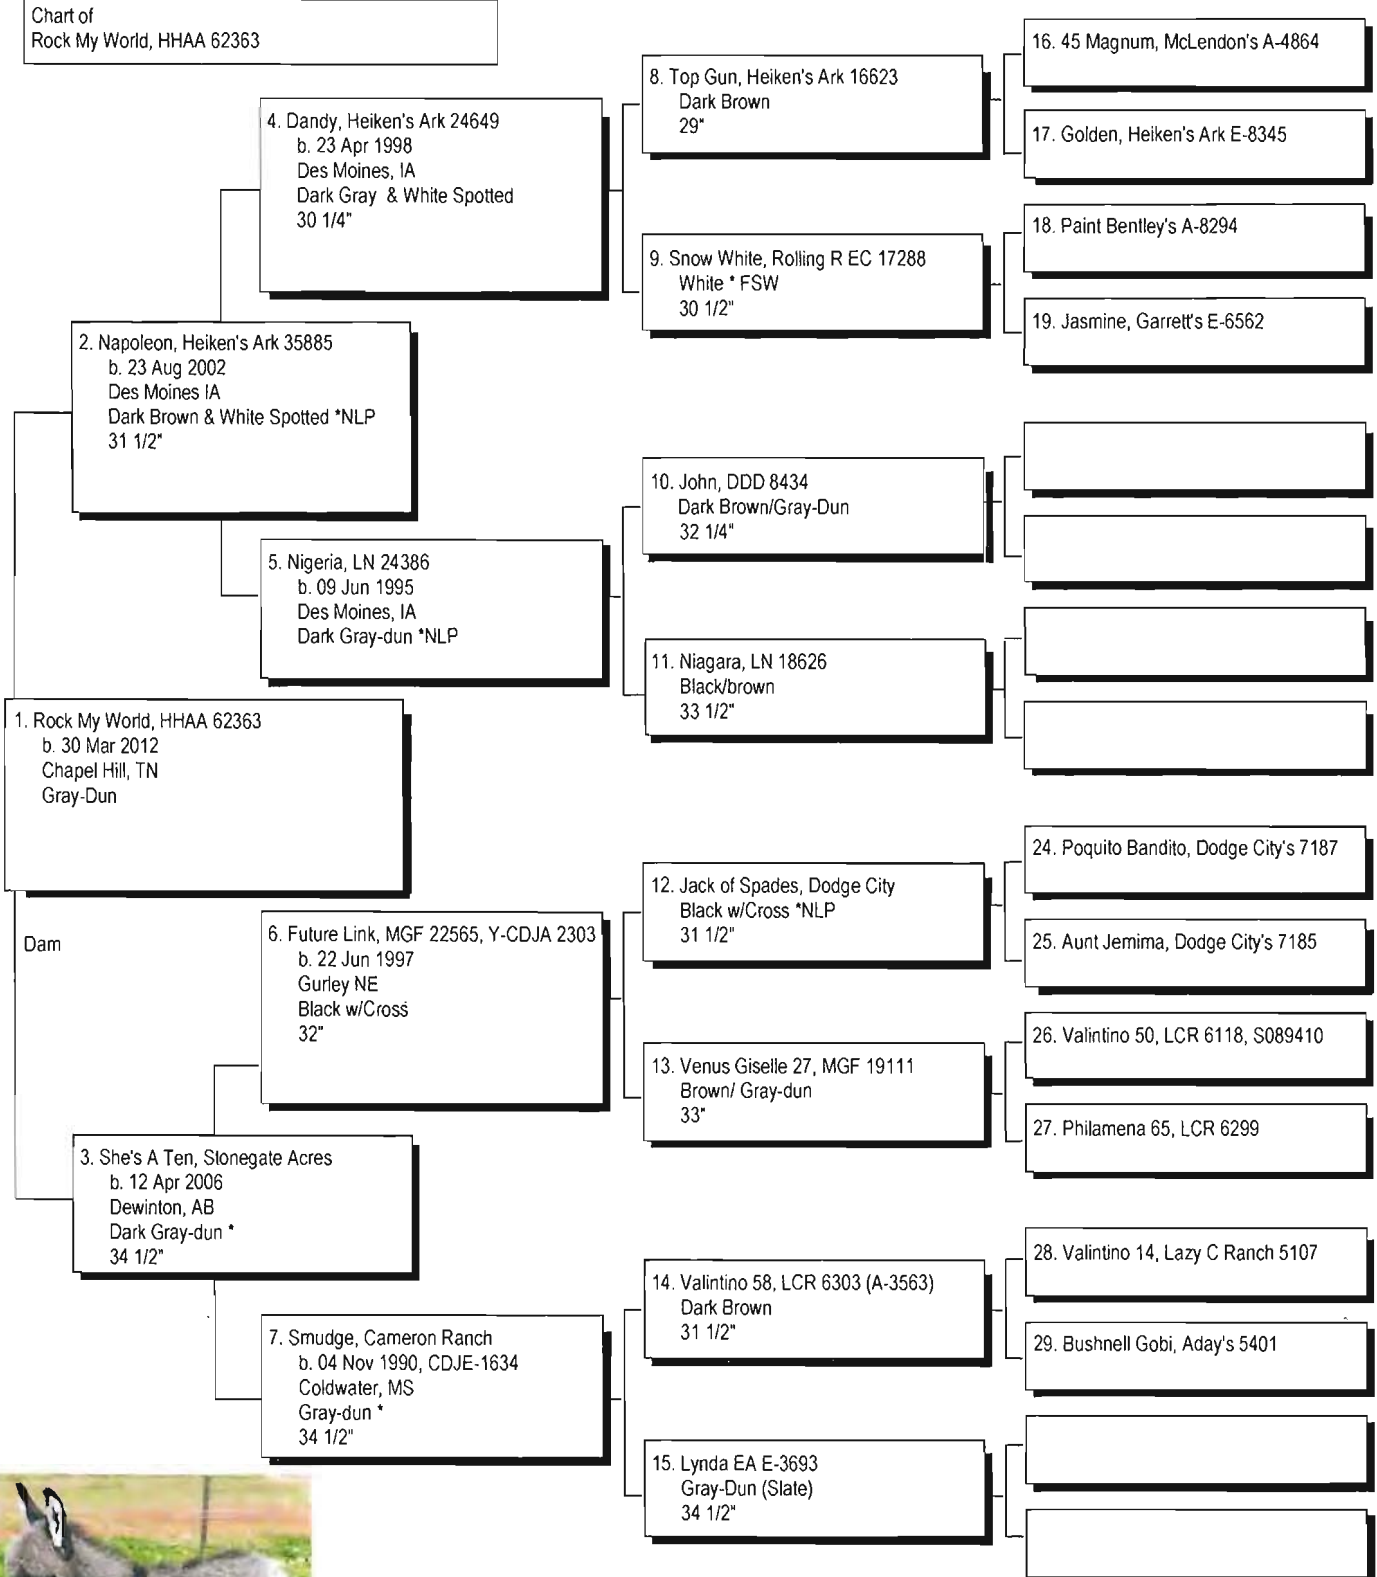 Chart of
Rock My World, HHAA 62363
16. 45 Magnum, McLendon's A-4864
8. Top Gun, Heiken's Ark 16623
Dark Brown
29"
4. Dandy, Heiken's Ark 24649
b. 23 Apr 1998
Des Moines, IA
Dark Gray & White Spotted
30 1/4"
17. Golden, Heiken's Ark E-8345
18. Paint Bentley's A-8294
9. Snow White, Rolling R EC 17288
White * FSW
30 1/2"
19. Jasmine, Garrett's E-6562
2. Napoleon, Heiken's Ark 35885
b. 23 Aug 2002
Des Moines IA
Dark Brown & White Spotted *NLP
31 1/2"
10. John, DDD 8434
Dark Brown/Gray-Dun
32 1/4"
5. Nigeria, LN 24386
b. 09 Jun 1995
Des Moines, IA
Dark Gray-dun *NLP
11. Niagara, LN 18626
Black/brown
33 1/2"
1. Rock My World, HHAA 62363
b. 30 Mar 2012
Chapel Hill, TN
Gray-Dun
24. Poquito Bandito, Dodge City's 7187
12. Jack of Spades, Dodge City
Black w/Cross *NLP
31 1/2"
Dam
6. Future Link, MGF 22565, Y-CDJA 2303
b. 22 Jun 1997
Gurley NE
Black w/Cross
32"
25. Aunt Jemima, Dodge City's 7185
26. Valintino 50, LCR 6118, S089410
13. Venus Giselle 27, MGF 19111
Brown/ Gray-dun
33"
27. Philamena 65, LCR 6299
3. She's A Ten, Stonegate Acres
b. 12 Apr 2006
Dewinton, AB
Dark Gray-dun *
34 1/2"
28. Valintino 14, Lazy C Ranch 5107
14. Valintino 58, LCR 6303 (A-3563)
Dark Brown
31 1/2"
7. Smudge, Cameron Ranch
b. 04 Nov 1990, CDJE-1634
Coldwater, MS
Gray-dun *
34 1/2"
29. Bushnell Gobi, Aday's 5401
15. Lynda EA E-3693
Gray-Dun (Slate)
34 1/2"